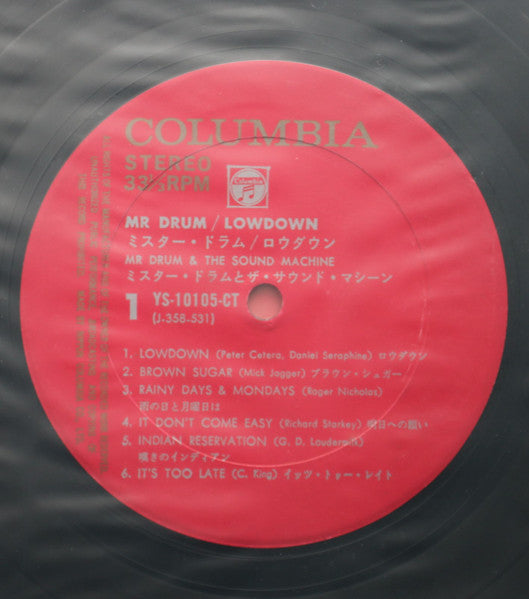 COLUMBIA
STEREO
33 1/3 RPM
Columbia
MR DRUM/LOWDOWN
ミスター・ドラム/ロウダウン
MR DRUM & THE SOUND MACHINE
ミスター・ドラムとザ・サウンド・マシーン
1 YS-10105-CT
(J-358-531)
1. LOWDOWN (Peter Cetera, Daniel Seraphine) ロウダウン
2. BROWN SUGAR (Mick Jagger) ブラウン・シュガー
3. RAINY DAYS & MONDAYS (Roger Nicholas)
雨の日と月曜日は
4. IT DON'T COME EASY (Richard Starkey) 明日への願い
5. INDIAN RESERVATION (G. D. Loudermilk)
嘆きのインディアン
6. IT'S TOO LATE (C. King) イッツ・トゥー・レイト